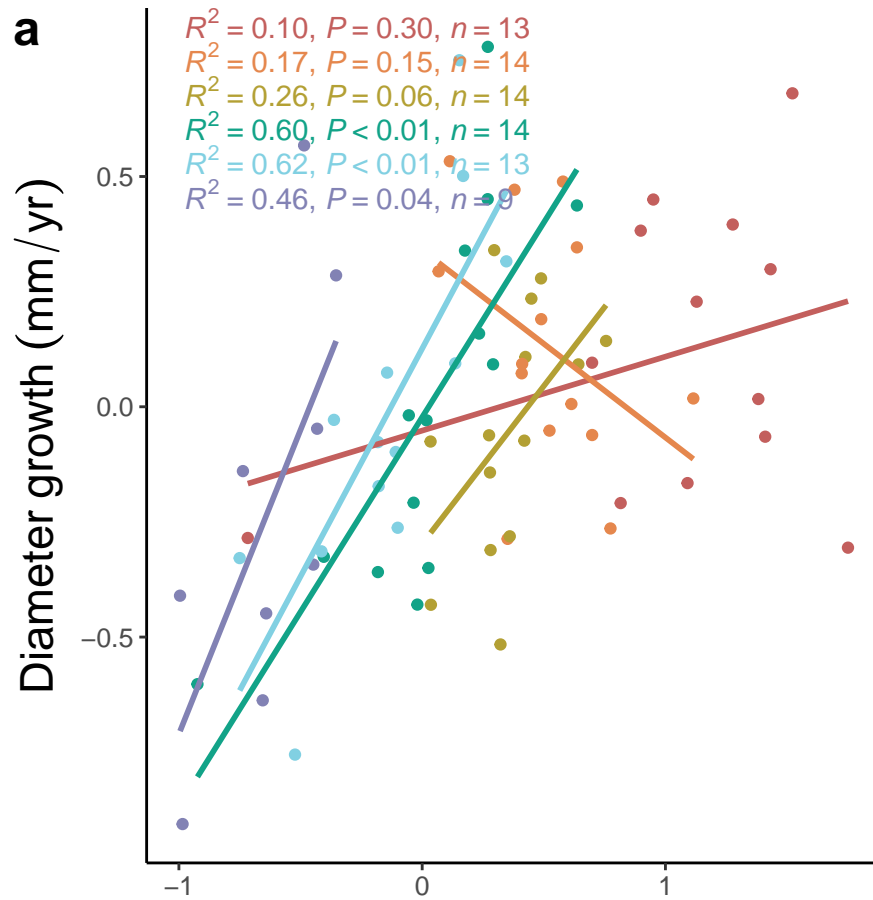 a
R² = 0.10, P = 0.30, n = 13
R² = 0.17, P = 0.15, n = 14
R² = 0.26, P = 0.06, n = 14
R² = 0.60, P < 0.01, n = 14
R² = 0.62, P < 0.01, n = 13
R² = 0.46, P = 0.04, n = 9
Diameter growth (mm/yr)
0.5
0.0
−0.5
−1 0 1